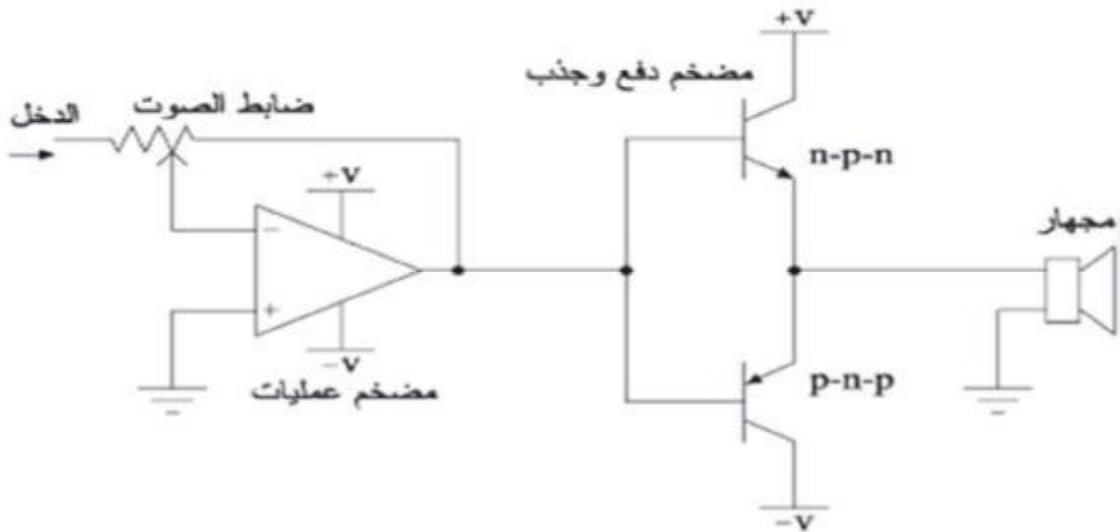 +v
مضخم دفع وجذب
ضابط الصوت
الدخل
n-p-n
+v
مجهار
−
+
−v
مضخم عمليات
p-n-p
−v